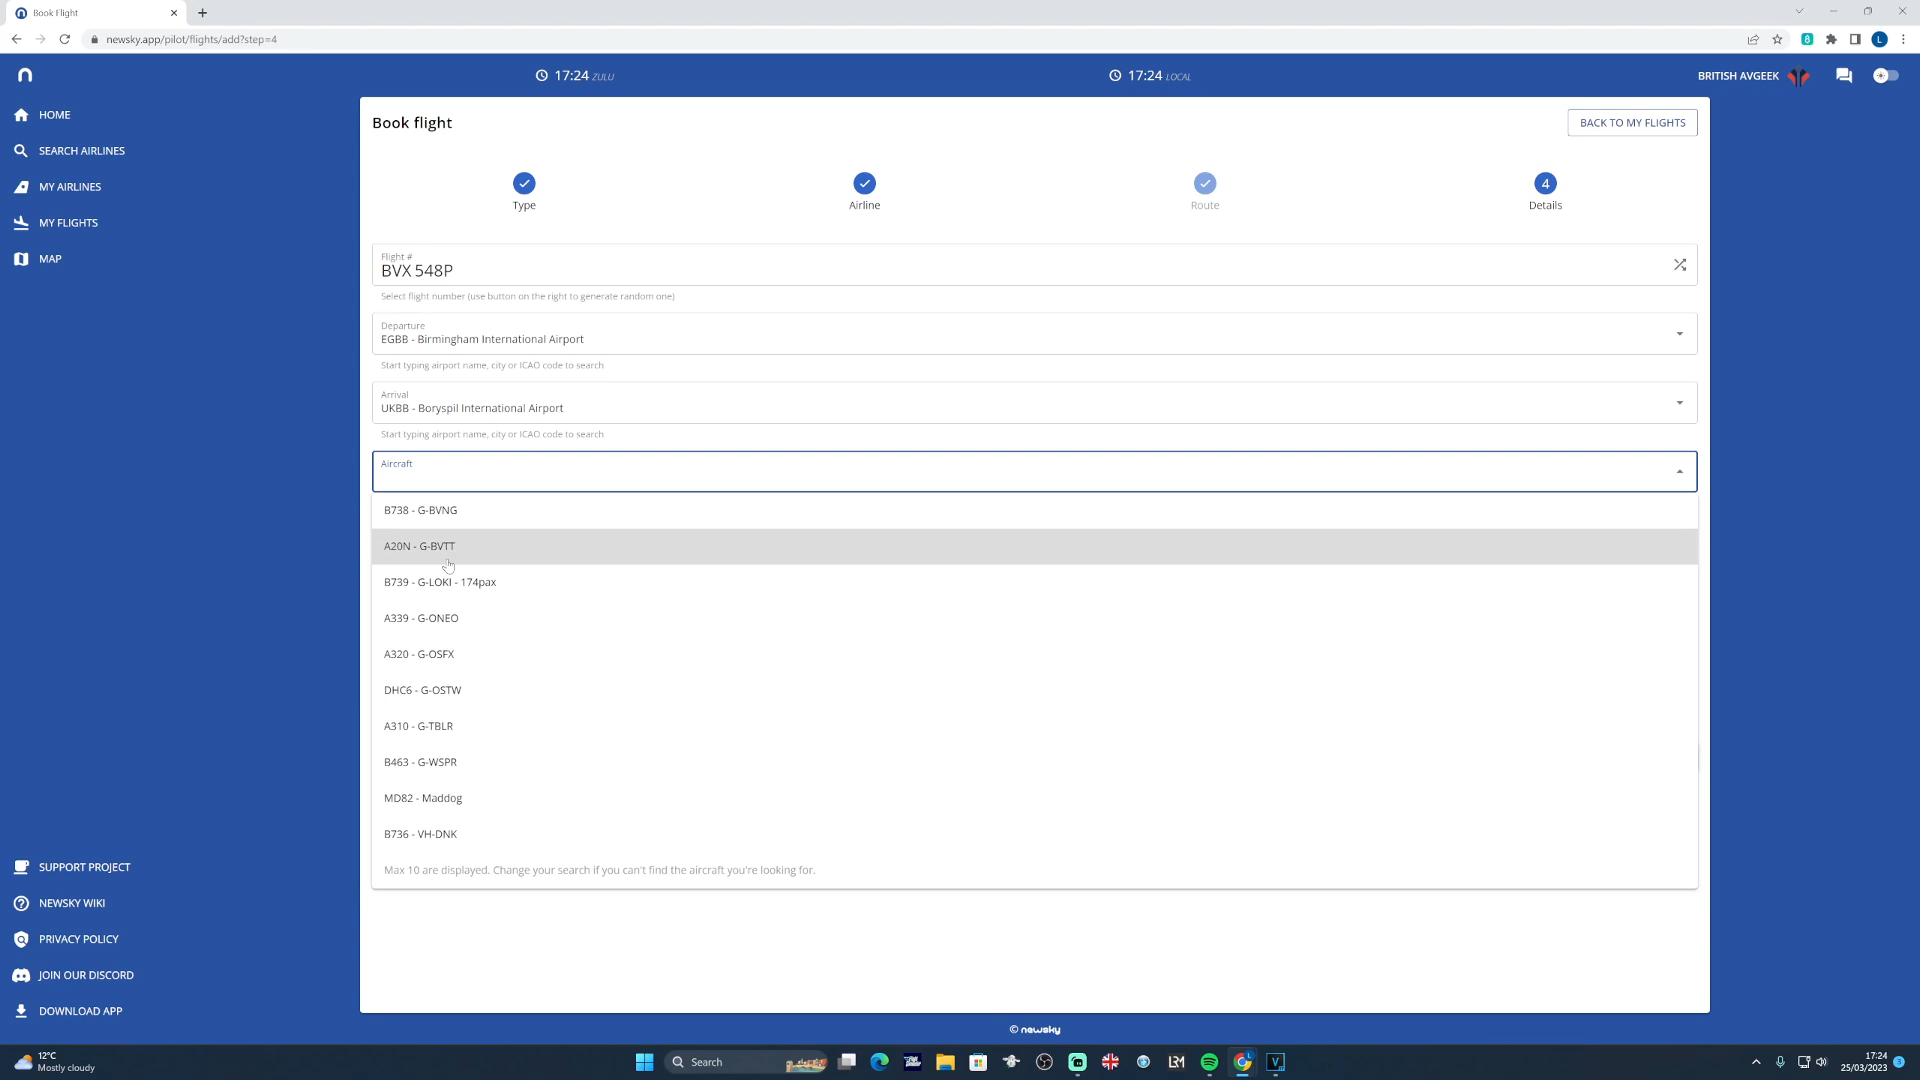 Book Flight
newsky.app/pilot/flights/add?step=4
L
17:24 ZULU
17:24 LOCAL
BRITISH AVGEEK
HOME
SEARCH AIRLINES
MY AIRLINES
MY FLIGHTS
MAP
Book flight
BACK TO MY FLIGHTS
Type
Airline
Route
4
Details
Flight #
BVX 548P
Select flight number (use button on the right to generate random one)
Departure
EGBB - Birmingham International Airport
Start typing airport name, city or ICAO code to search
Arrival
UKBB - Boryspil International Airport
Start typing airport name, city or ICAO code to search
Aircraft
B738 - G-BVNG
A20N - G-BVTT
B739 - G-LOKI - 174pax
A339 - G-ONEO
A320 - G-OSFX
DHC6 - G-OSTW
A310 - G-TBLR
B463 - G-WSPR
MD82 - Maddog
B736 - VH-DNK
Max 10 are displayed. Change your search if you can't find the aircraft you're looking for.
SUPPORT PROJECT
NEWSKY WIKI
PRIVACY POLICY
JOIN OUR DISCORD
DOWNLOAD APP
© newsky
12°C
Mostly cloudy
Search
LRM
17:24
25/03/2023
3